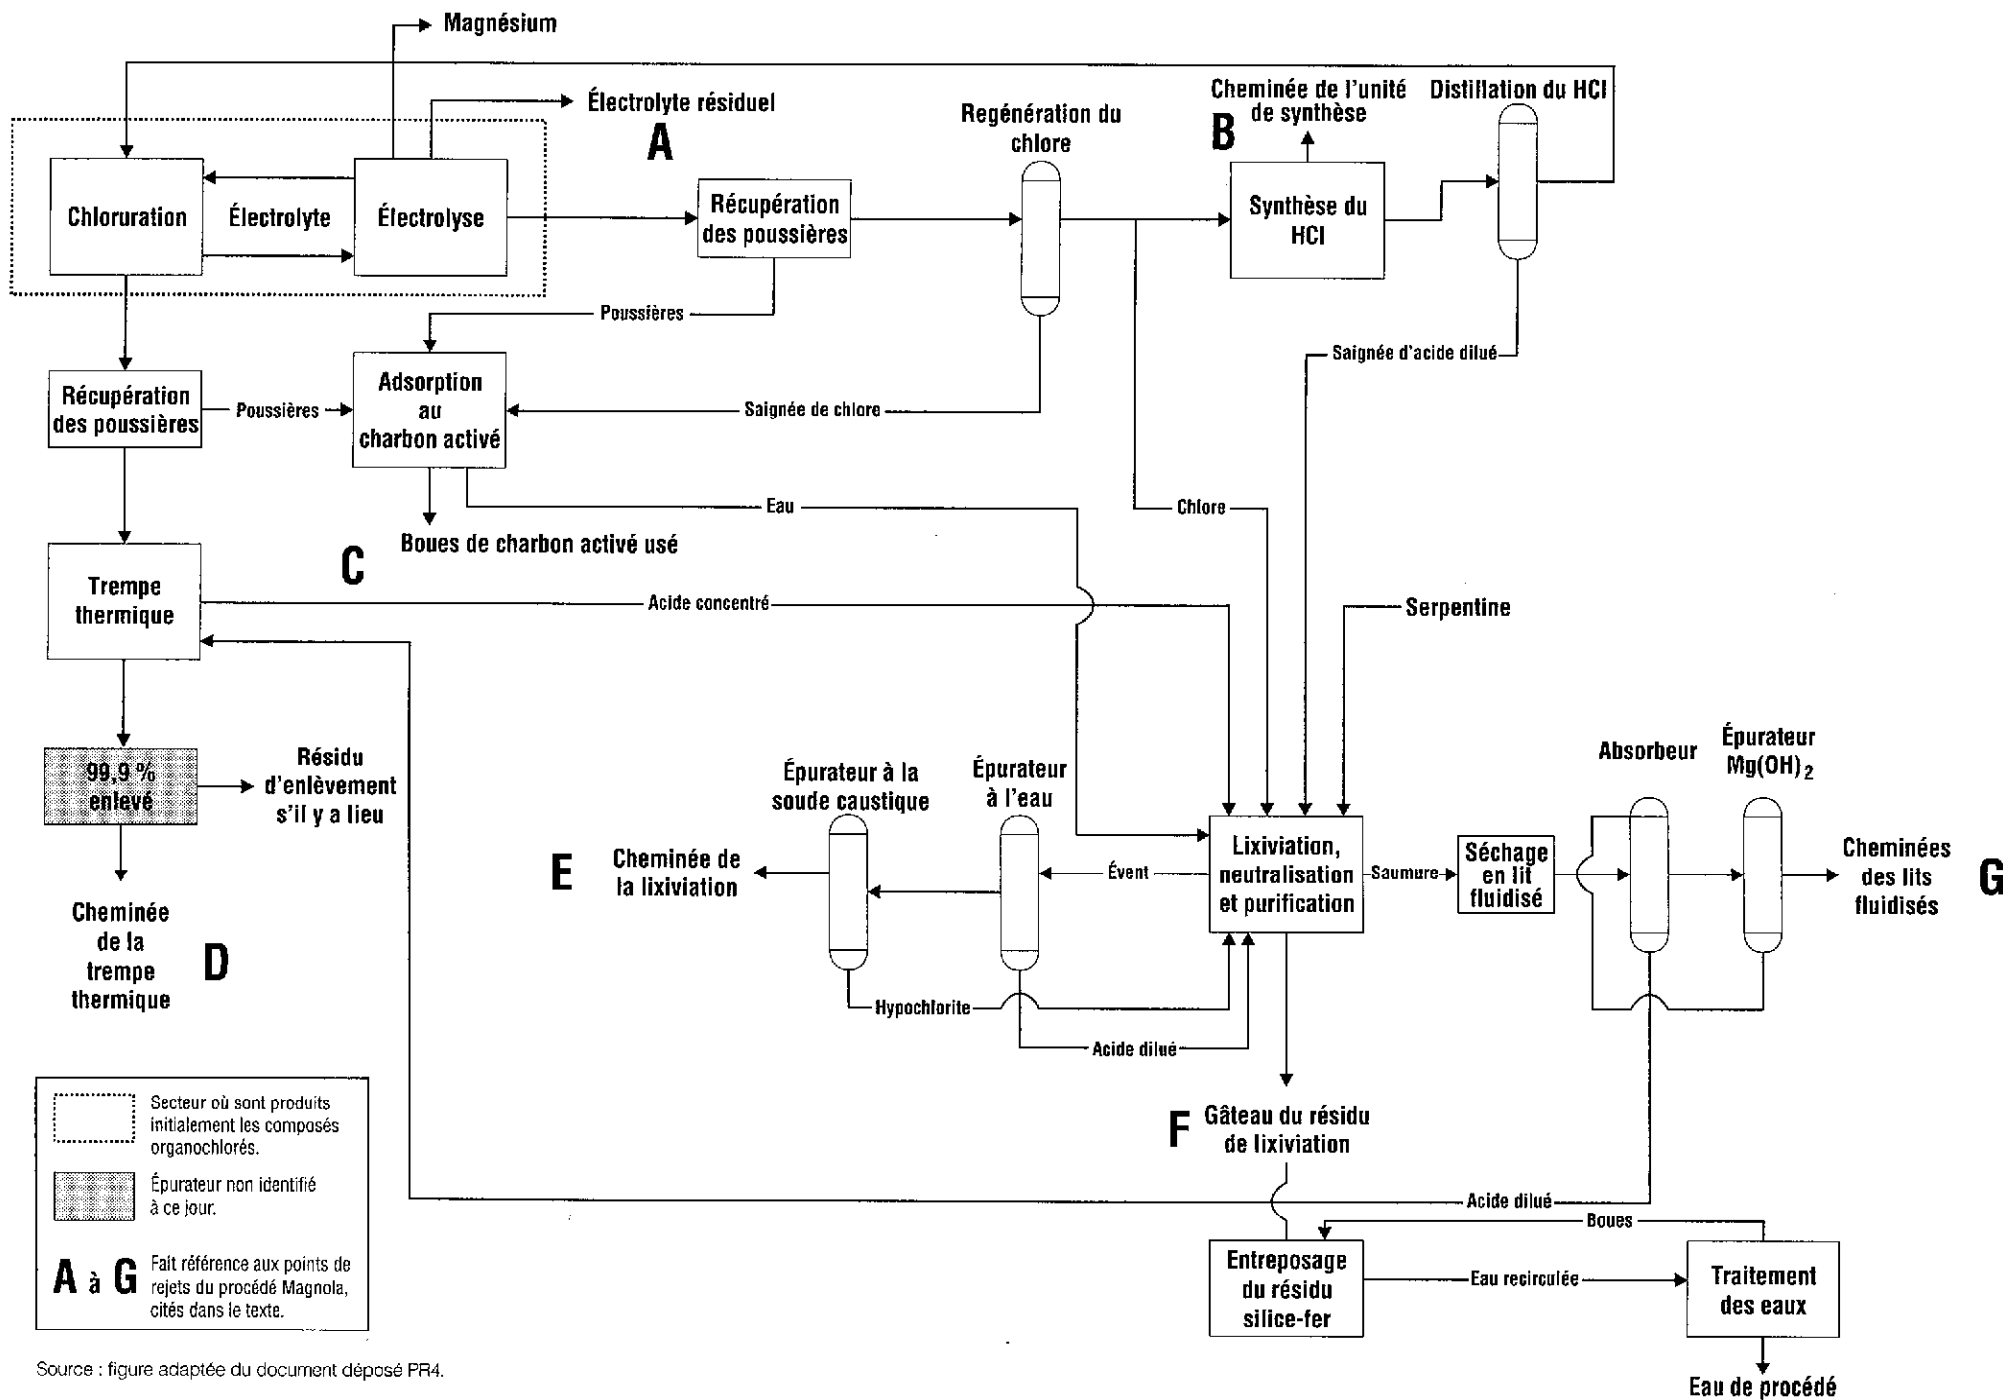 Magnésium
Électrolyte résiduel
A
Cheminée de l'unité
de synthèse
B
Distillation du HCl
Regénération du
chlore
Chloruration
Électrolyte
Électrolyse
Récupération
des poussières
Synthèse du
HCl
Poussières
Saignée d'acide dilué
Récupération
des poussières
Poussières
Adsorption
au
charbon activé
Saignée de chlore
Eau
Chlore
Boues de charbon activé usé
C
Trempe
thermique
Acide concentré
Serpentine
99,9 %
enlevé
Résidu
d'enlèvement
s'il y a lieu
Épurateur à la
soude caustique
Épurateur
à l'eau
Absorbeur
Épurateur
Mg(OH)2
E
Cheminée de
la lixiviation
Évent
Lixiviation,
neutralisation
et purification
Saumure
Séchage
en lit
fluidisé
Cheminées
des lits
fluidisés
G
Cheminée
de la
trempe
thermique
D
Hypochlorite
Acide dilué
F
Gâteau du résidu
de lixiviation
Acide dilué
Boues
Entreposage
du résidu
silice-fer
Eau recirculée
Traitement
des eaux
Eau de procédé
Secteur où sont produits
initialement les composés
organochlorés.
Épurateur non identifié
à ce jour.
A à G
Fait référence aux points de
rejets du procédé Magnola,
cités dans le texte.
Source : figure adaptée du document déposé PR4.